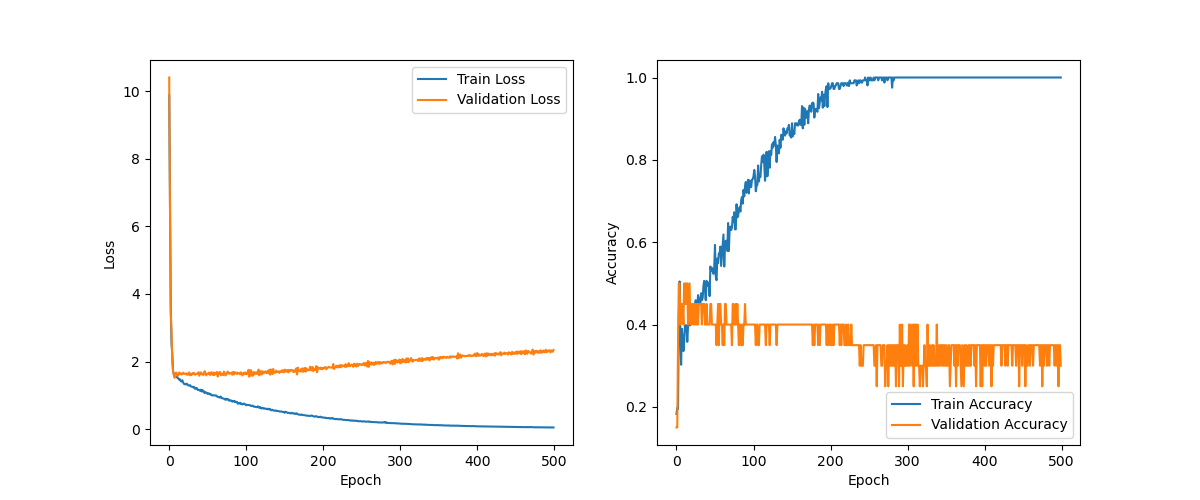 Train Loss
Validation Loss
10
8
6
4
2
0
Loss
0 100 200 300 400 500
Epoch
1.0
0.8
0.6
0.4
0.2
Accuracy
Train Accuracy
Validation Accuracy
0 100 200 300 400 500
Epoch